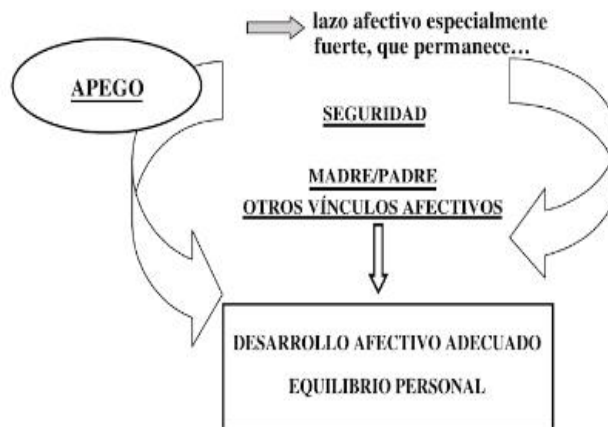 lazo afectivo especialmente
fuerte, que permanece…
APEGO
SEGURIDAD
MADRE/PADRE
OTROS VÍNCULOS AFECTIVOS
DESARROLLO AFECTIVO ADECUADO
EQUILIBRIO PERSONAL